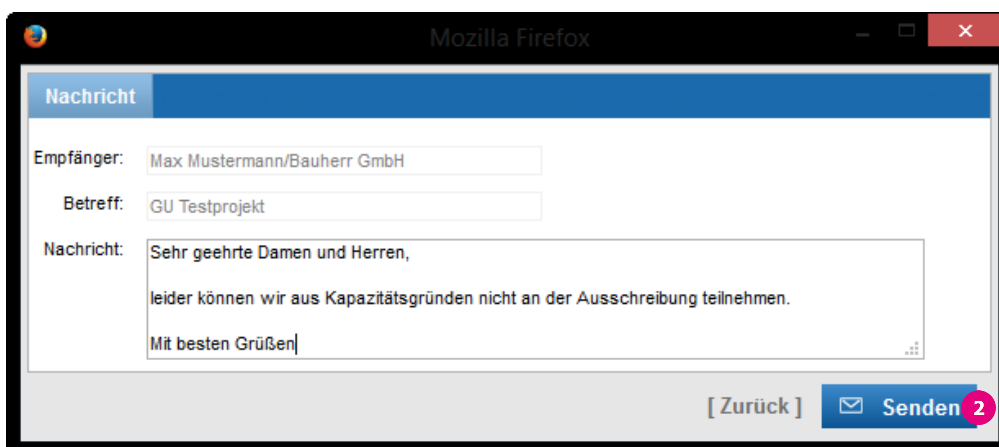 Mozilla Firefox
Nachricht
Empfänger: Max Mustermann/Bauherr GmbH
Betreff: GU Testprojekt
Nachricht: Sehr geehrte Damen und Herren,
leider können wir aus Kapazitätsgründen nicht an der Ausschreibung teilnehmen.
Mit besten Grüßen
[ Zurück ] Senden 2